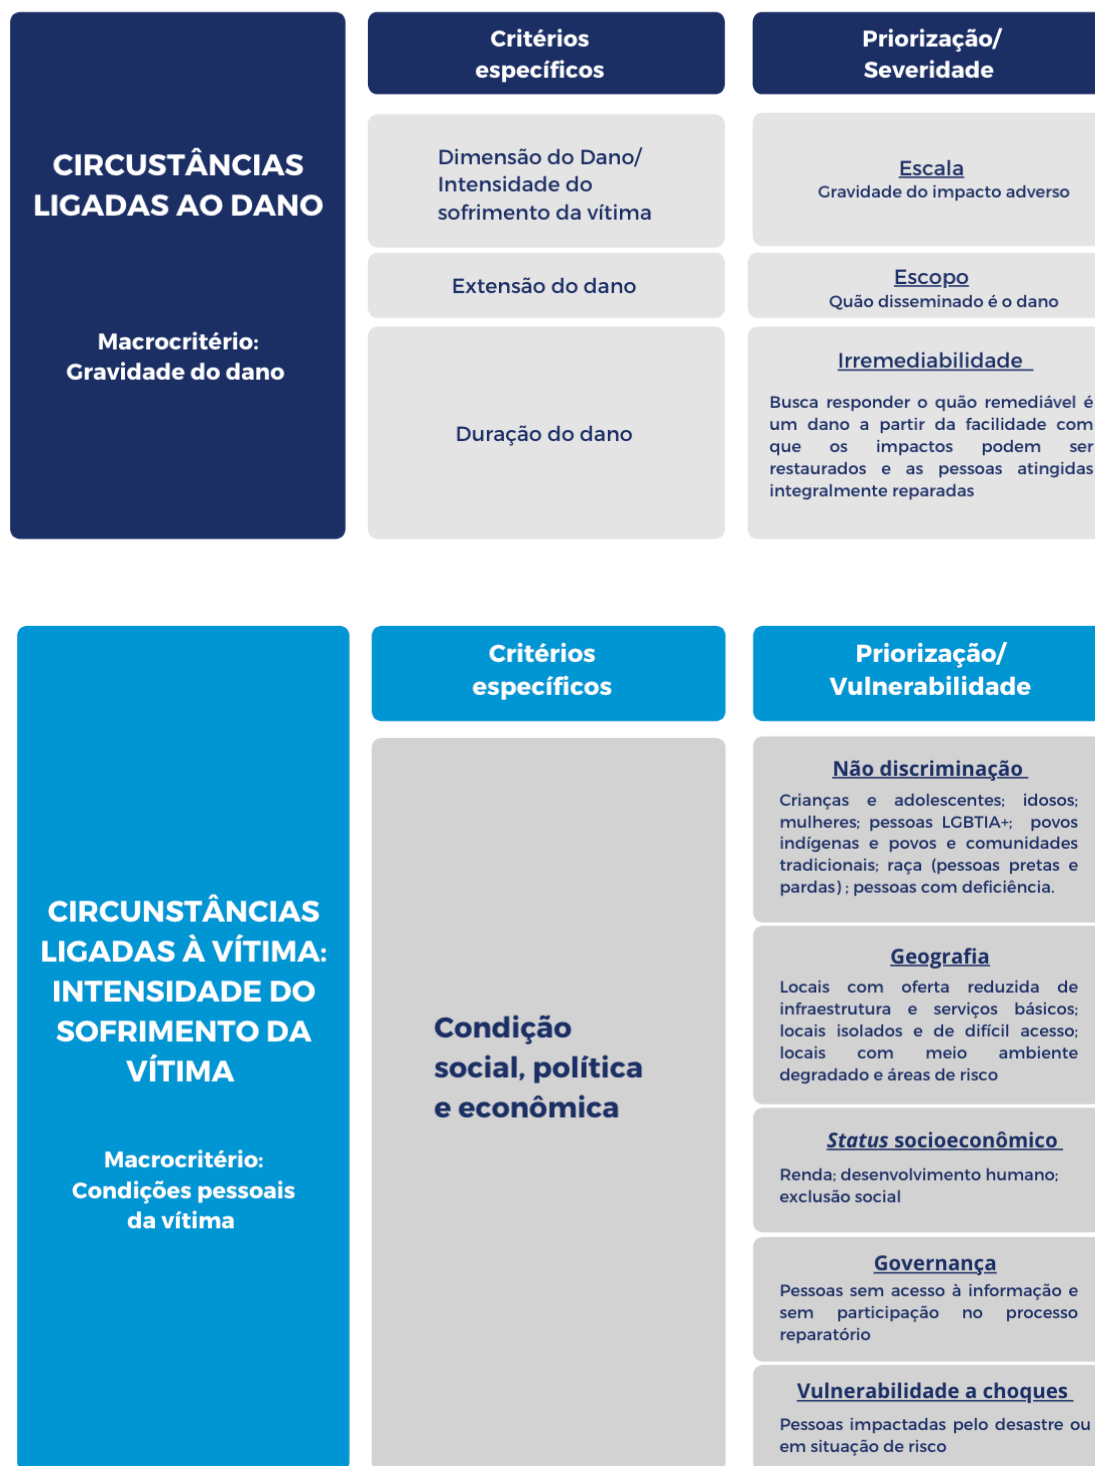 CIRCUSTÂNCIAS
LIGADAS AO DANO
Macrocritério:
Gravidade do dano
Critérios
específicos
Priorização/
Severidade
Dimensão do Dano/
Intensidade do
sofrimento da vítima
Escala
Gravidade do impacto adverso
Extensão do dano
Escopo
Quão disseminado é o dano
Duração do dano
Irremediabilidade
Busca responder o quão remediável é
um dano a partir da facilidade com
que os impactos podem ser
restaurados e as pessoas atingidas
integralmente reparadas
CIRCUNSTÂNCIAS
LIGADAS À VÍTIMA:
INTENSIDADE DO
SOFRIMENTO DA
VÍTIMA
Macrocritério:
Condições pessoais
da vítima
Critérios
específicos
Priorização/
Vulnerabilidade
Condição
social, política
e econômica
Não discriminação
Crianças e adolescentes; idosos;
mulheres; pessoas LGBTIA+; povos
indígenas e povos e comunidades
tradicionais; raça (pessoas pretas e
pardas) ; pessoas com deficiência.
Geografia
Locais com oferta reduzida de
infraestrutura e serviços básicos;
locais isolados e de difícil acesso;
locais com meio ambiente
degradado e áreas de risco
Status socioeconômico
Renda; desenvolvimento humano;
exclusão social
Governança
Pessoas sem acesso à informação e
sem participação no processo
reparatório
Vulnerabilidade a choques
Pessoas impactadas pelo desastre ou
em situação de risco